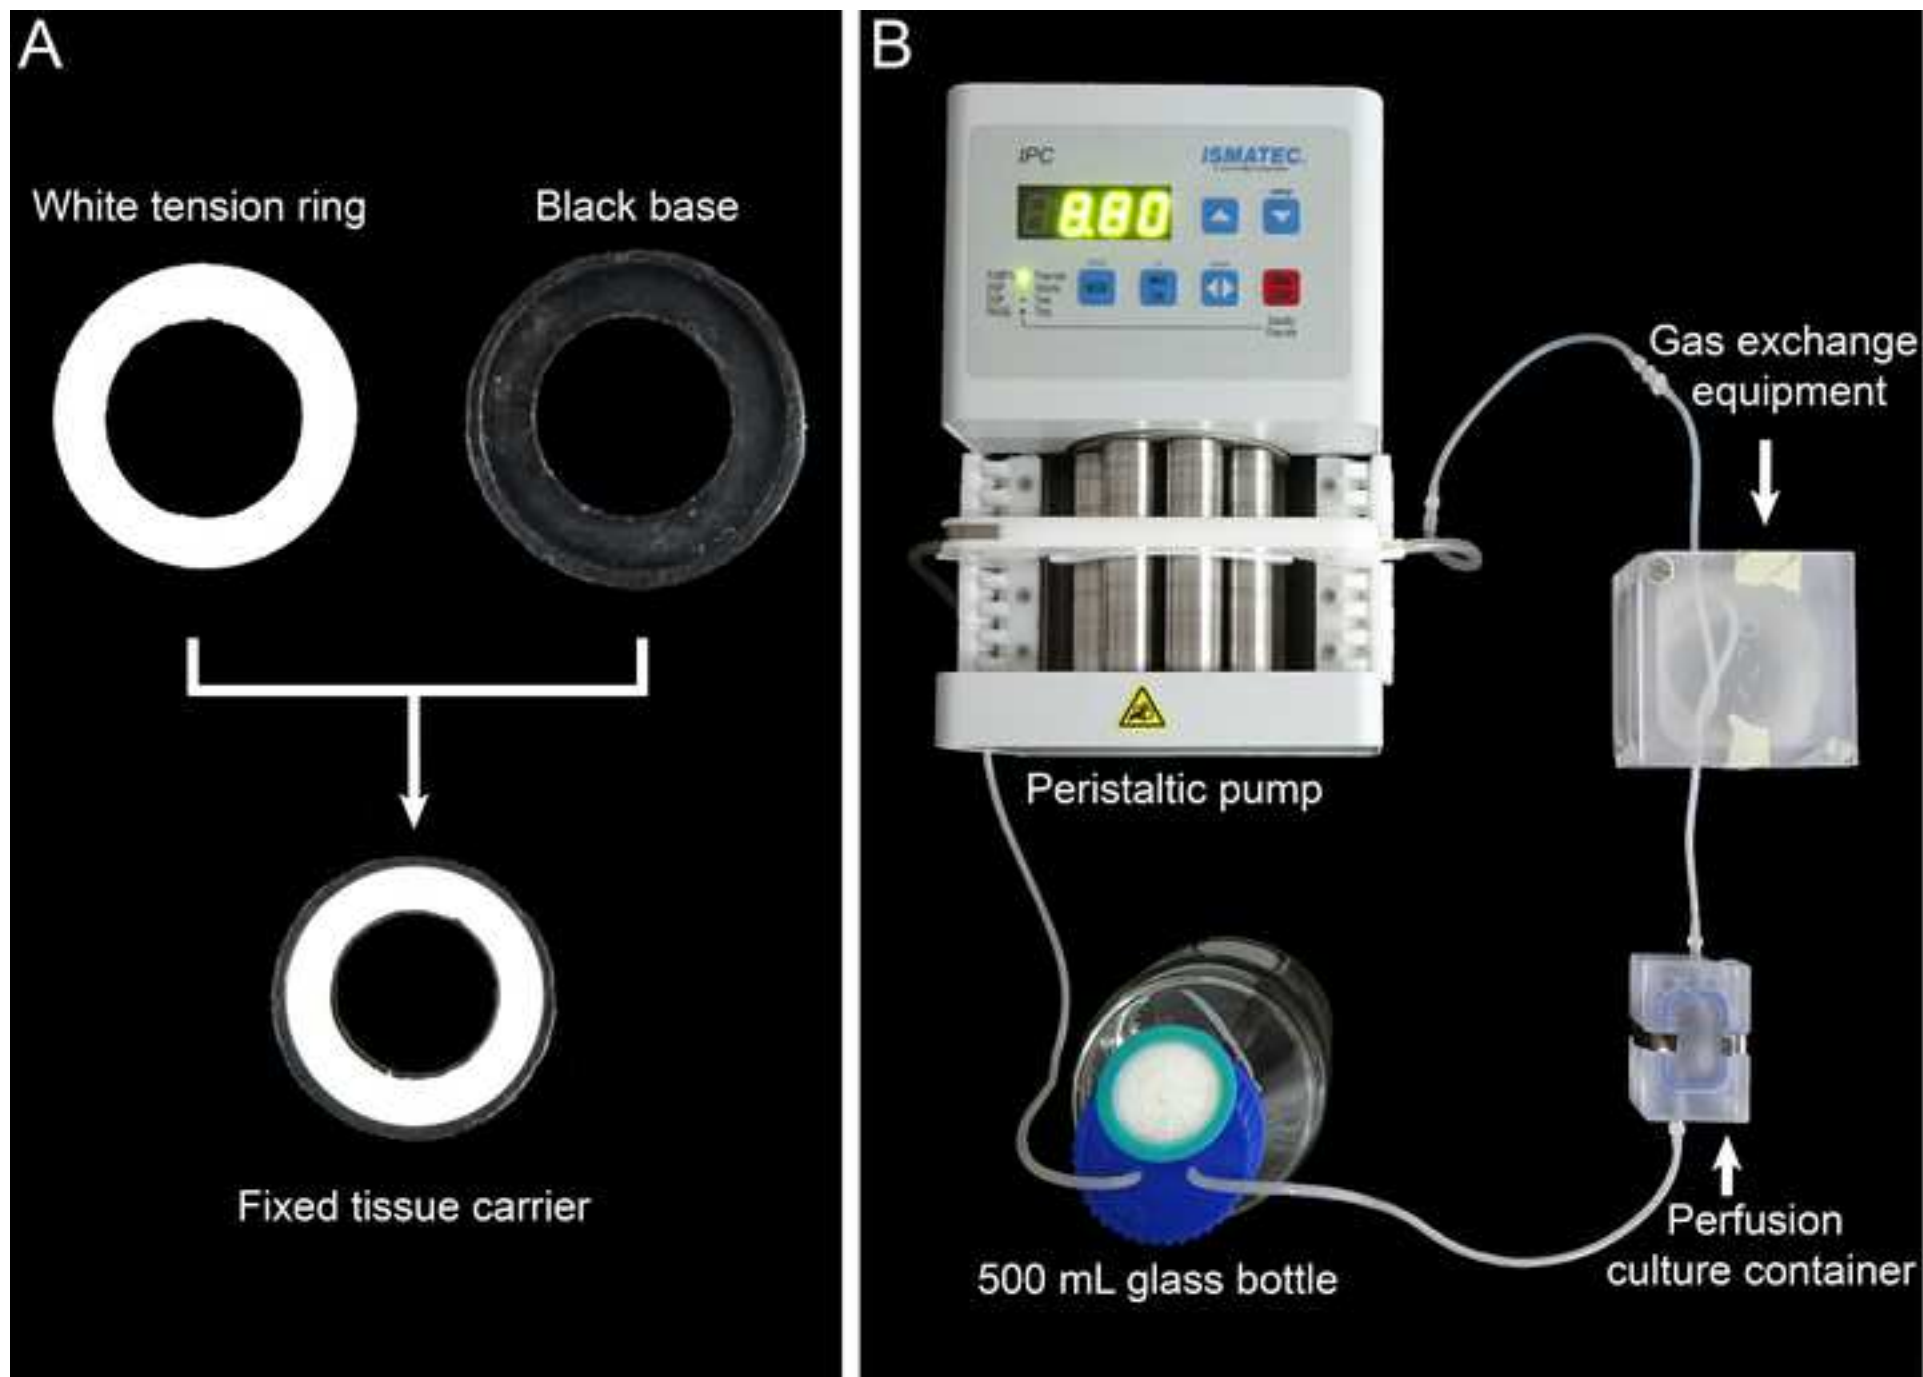 A
White tension ring
Black base
Fixed tissue carrier
B
IPC
ISMATEC.
8.80
Gas exchange
equipment
Peristaltic pump
500 mL glass bottle
Perfusion
culture container